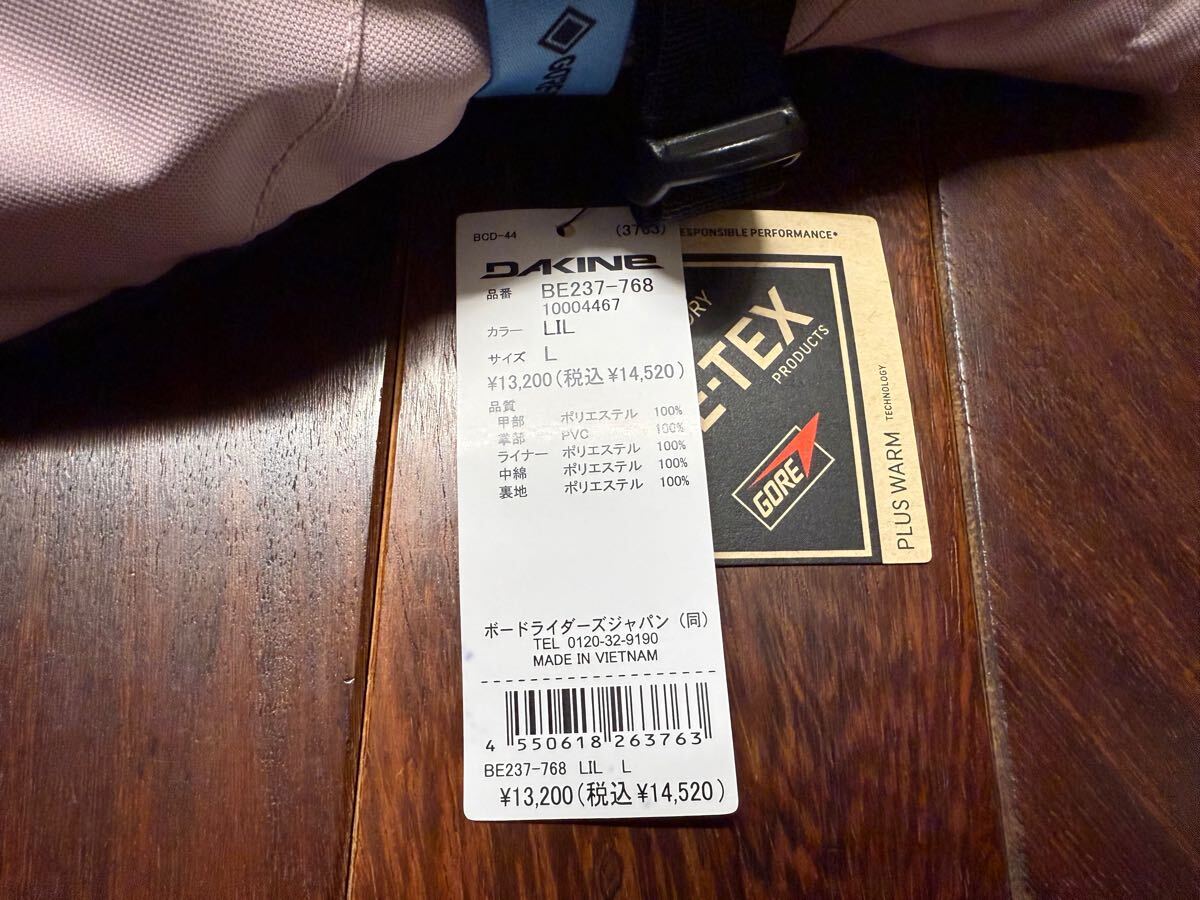 GORE
BCD-44 (3763)
DAKINE
品番 BE237-768
10004467
カラー LIL
サイズ L
¥13,200(税込¥14,520)
品質
甲部 ポリエステル 100%
掌部 PVC 100%
ライナー ポリエステル 100%
中綿 ポリエステル 100%
裏地 ポリエステル 100%
ボードライダーズジャパン(同)
TEL 0120-32-9190
MADE IN VIETNAM
4 550618 263763
BE237-768 LIL L
¥13,200(税込¥14,520)
ESPONSIBLE PERFORMANCE*
DRY
E-TEX
PRODUCTS
GORE
PLUS WARM TECHNOLOGY